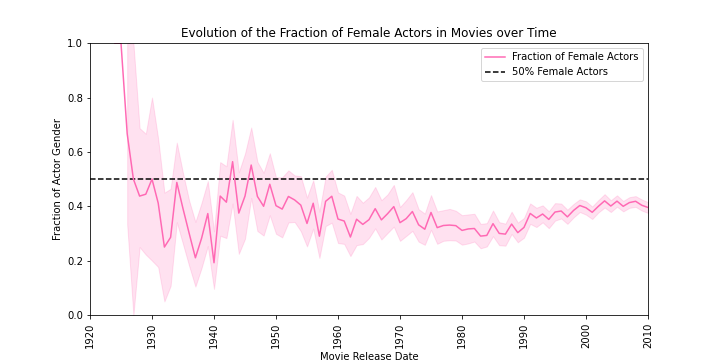 Evolution of the Fraction of Female Actors in Movies over Time
Fraction of Female Actors
50% Female Actors
Fraction of Actor Gender
1.0
0.8
0.6
0.4
0.2
0.0
1920 1930 1940 1950 1960 1970 1980 1990 2000 2010
Movie Release Date